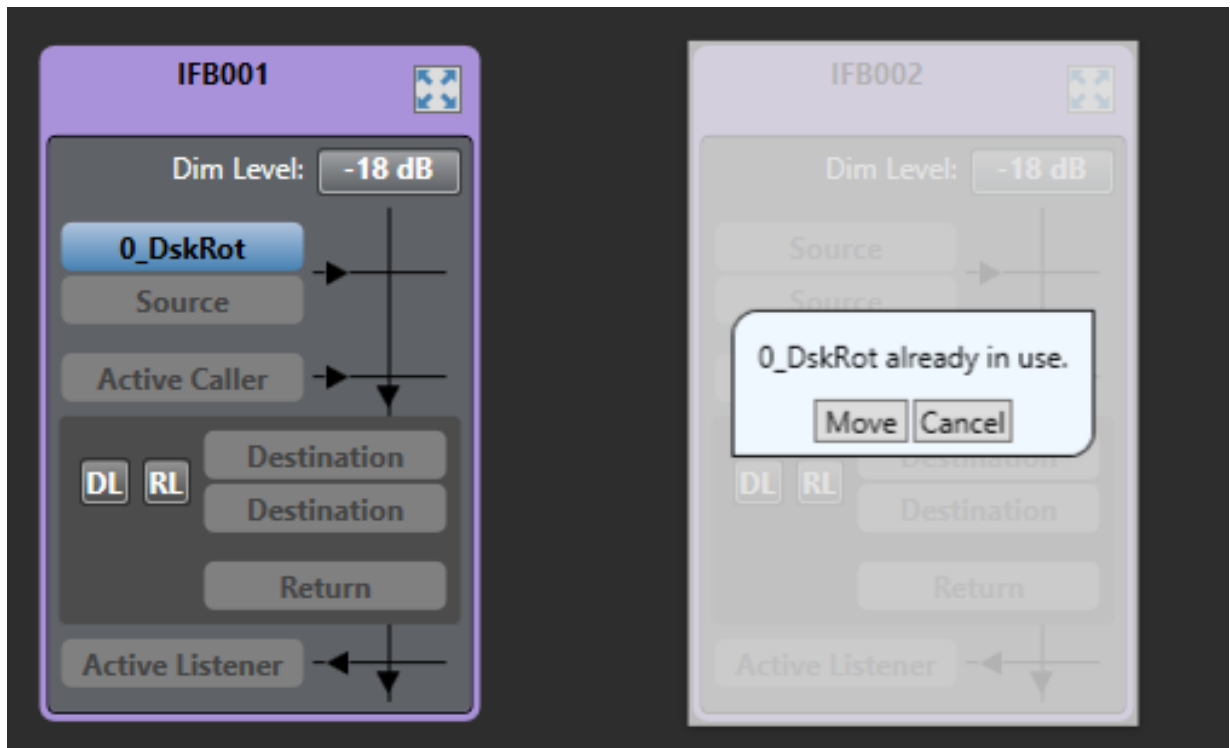 IFB001
Dim Level: -18 dB
0_DskRot
Source
Active Caller
DL RL
Destination
Destination
Return
Active Listener
IFB002
Dim Level: -18 dB
Source
Source
0_DskRot already in use.
Move Cancel
DL RL
Destination
Destination
Return
Active Listener